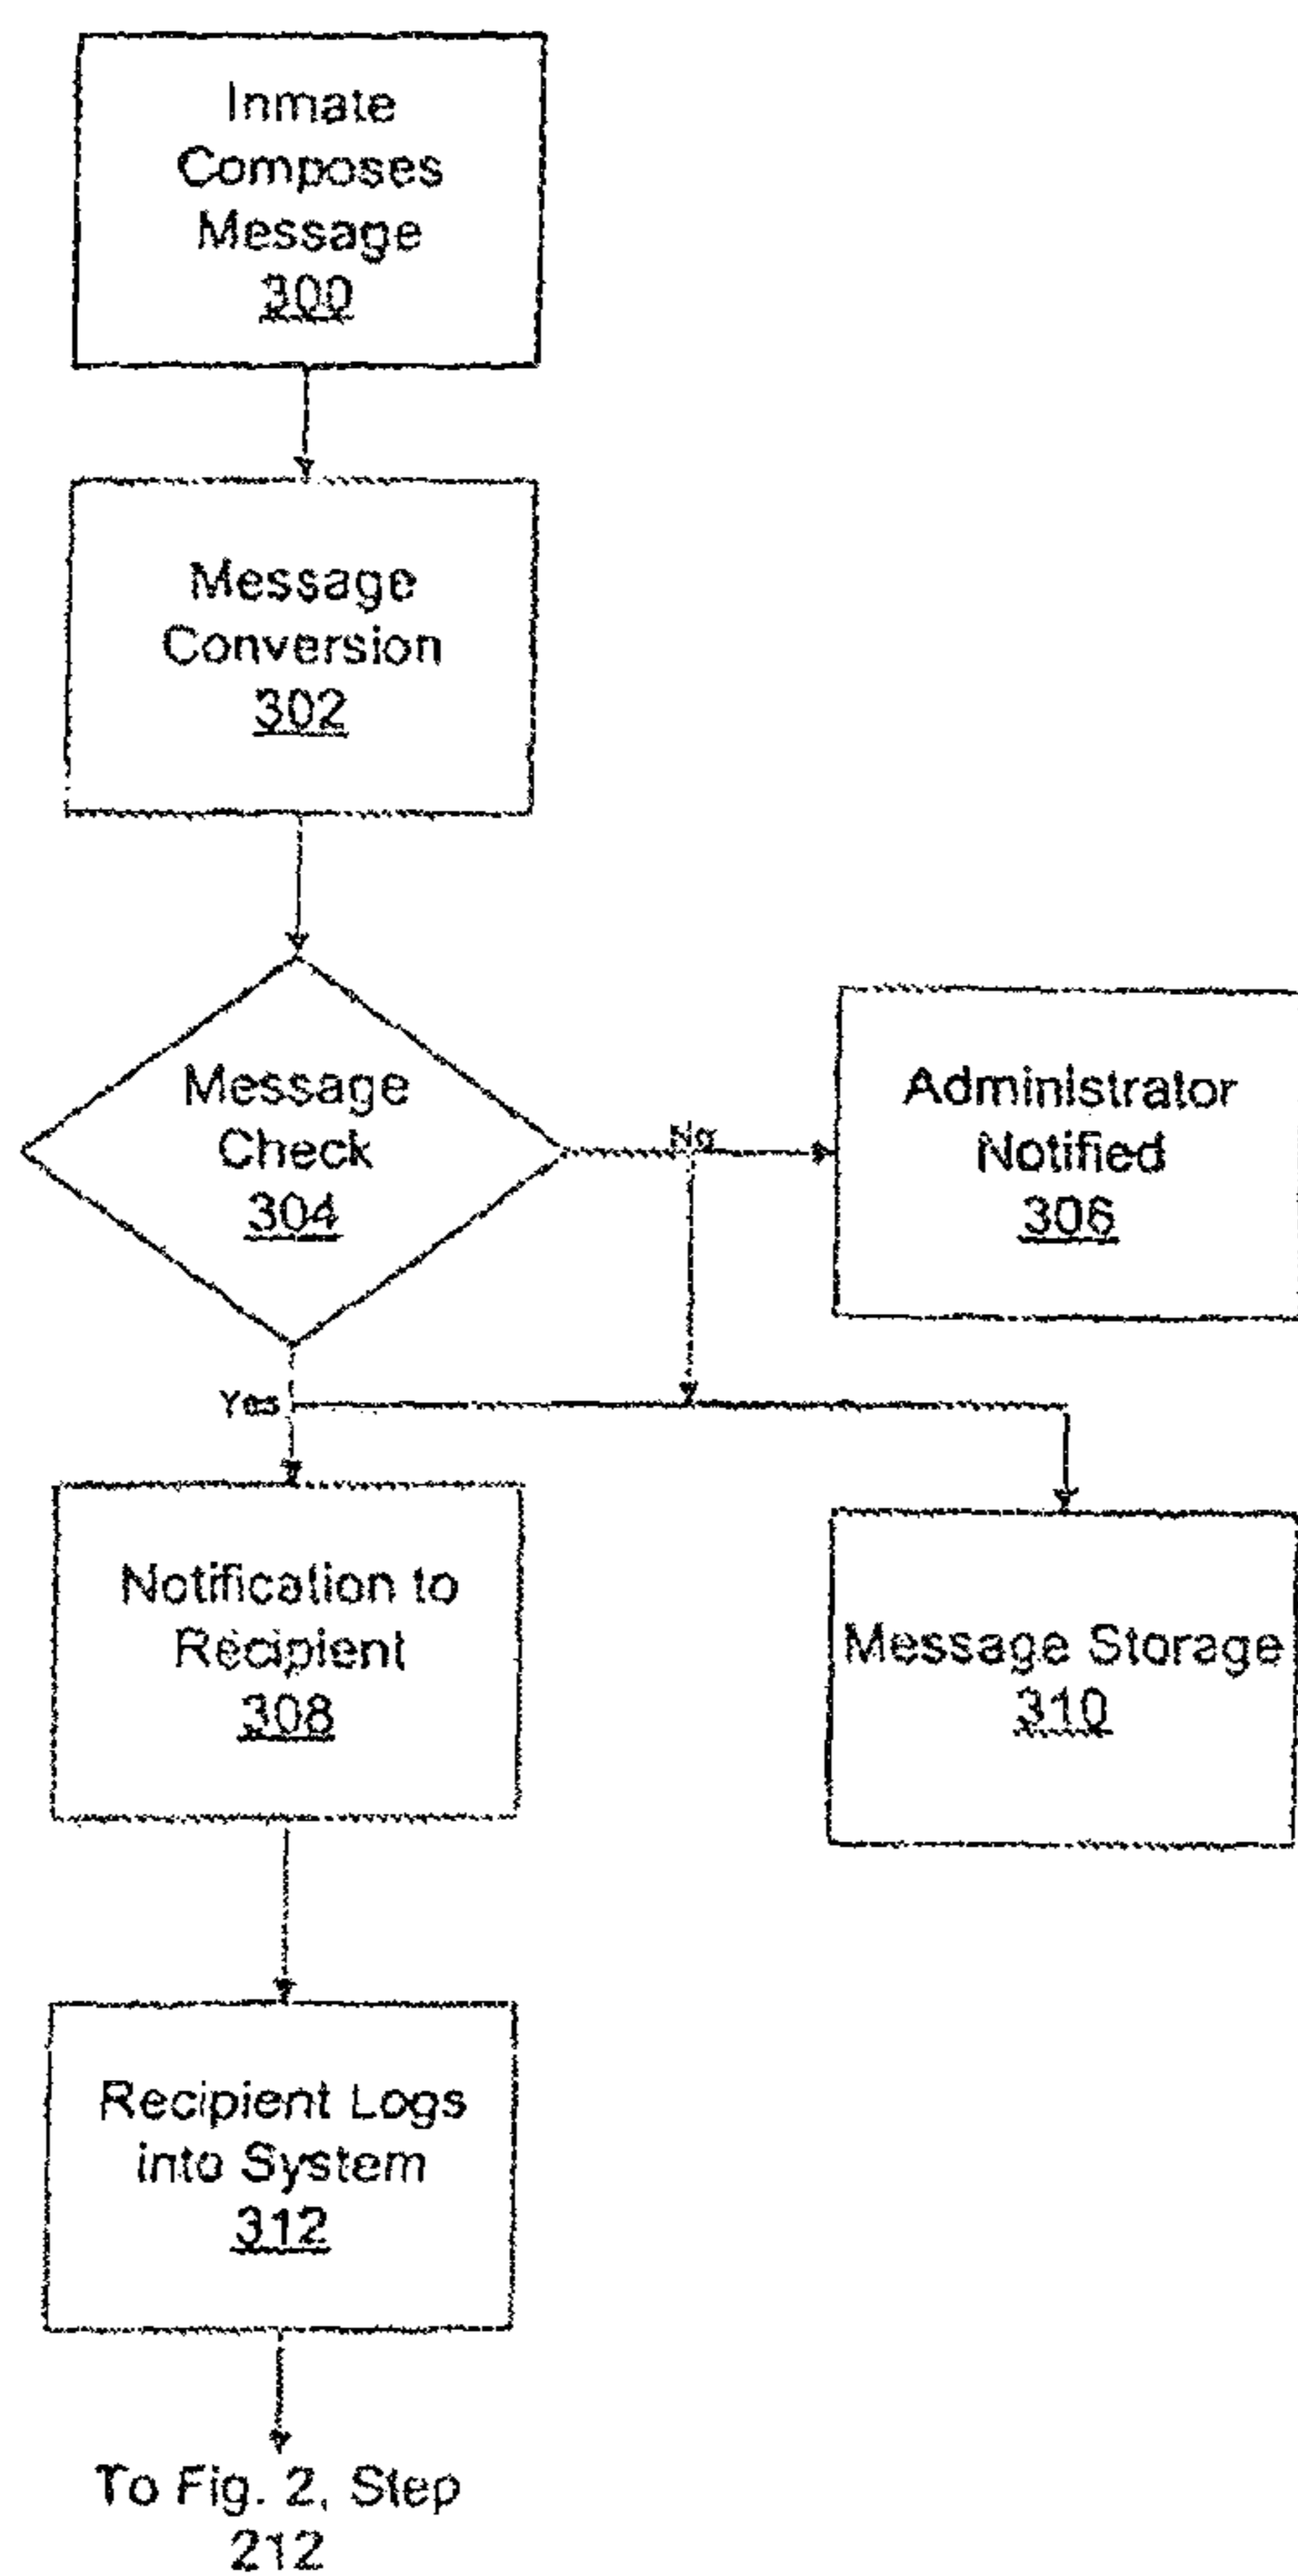 Inmate
Composes
Message
300
Message
Conversion
302
Message
Check
304
No
Administrator
Notified
306
Yes
Notification to
Recipient
308
Message Storage
310
Recipient Logs
into System
312
To Fig. 2, Step
212